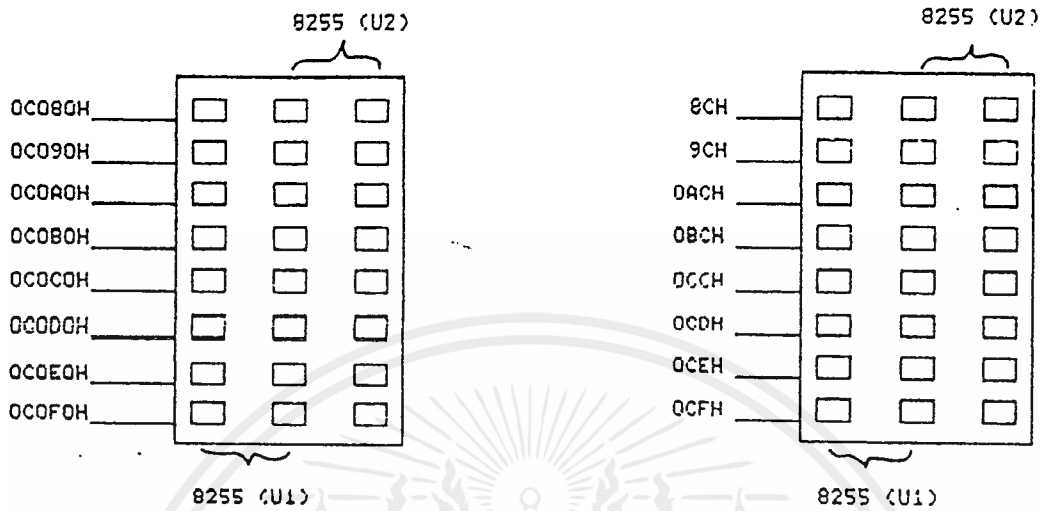 8255 (U2)
0C080H
0C090H
0C0A0H
0C0B0H
0C0C0H
0C0D0H
0C0E0H
0C0F0H
8255 (U1)
8255 (U2)
8CH
9CH
0ACH
0BCH
0CCH
0CDH
0CEH
0CFH
8255 (U1)